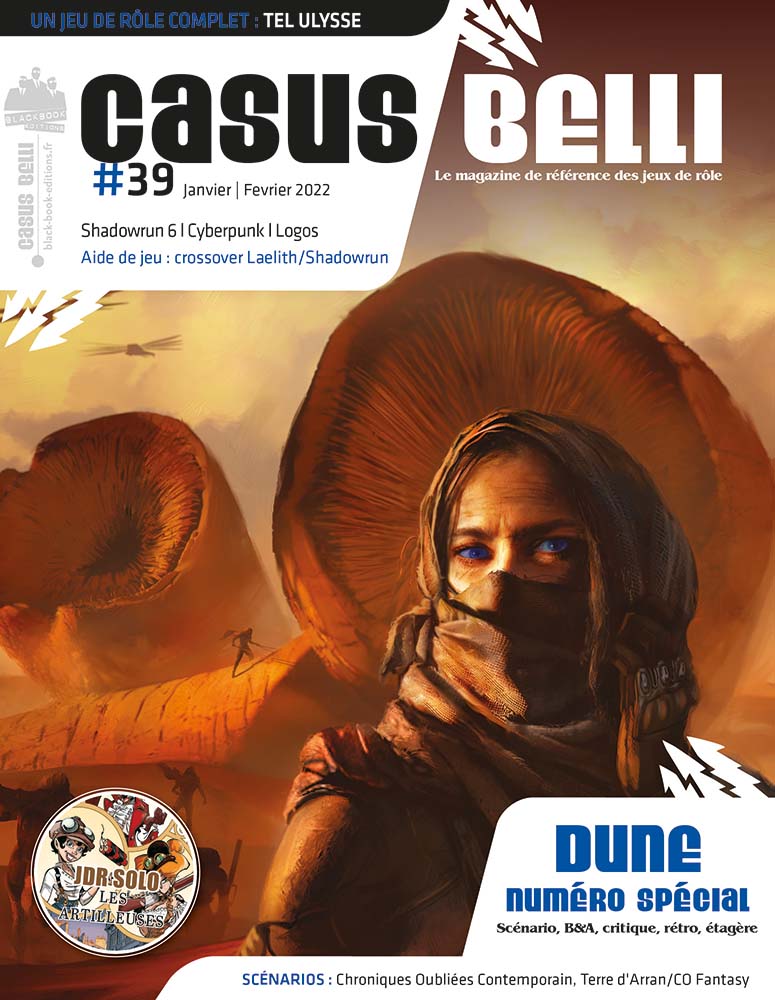 UN JEU DE RÔLE COMPLET : TEL ULYSSE
BLACKBOOK
EDITIONS
CASUS BELLI
black-book-editions.fr
CASUS BELLI
Le magazine de référence des jeux de rôle
#39 Janvier | Fevrier 2022
Shadowrun 6 I Cyberpunk I Logos
Aide de jeu : crossover Laelith/Shadowrun
JDR SOLO
LES
ARTILLEUSES
DUNE
NUMÉRO SPÉCIAL
Scénario, B&A, critique, rétro, étagère
SCÉNARIOS : Chroniques Oubliées Contemporain, Terre d'Arran/CO Fantasy